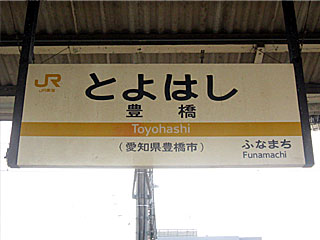 JR
JR東海
とよはし
豊橋
Toyohashi
(愛知県豊橋市)
ふなまち
Funamachi